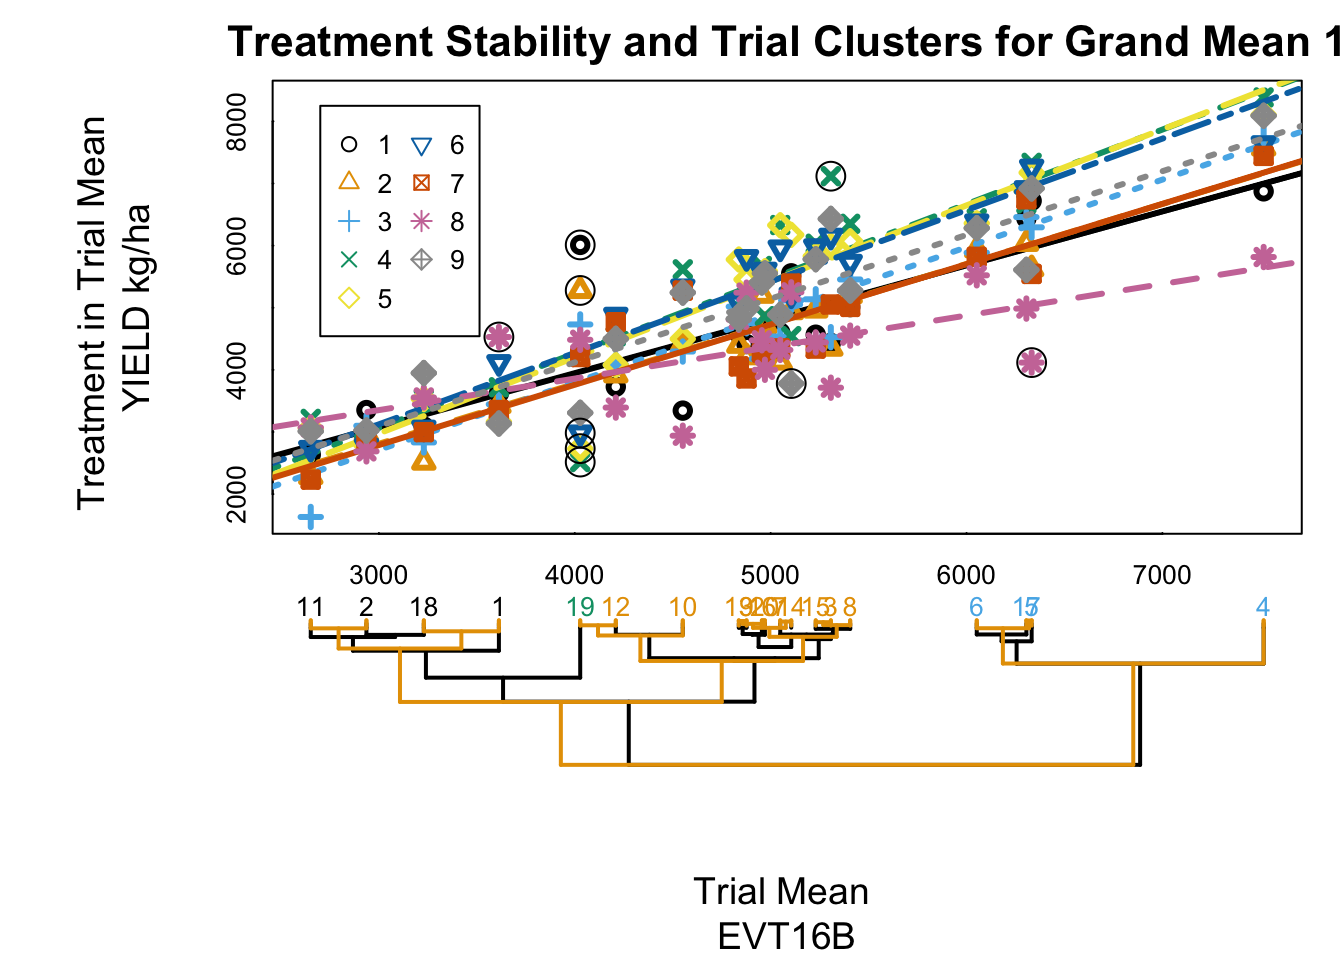 Treatment Stability and Trial Clusters for Grand Mean 1
Treatment in Trial Mean
YIELD kg/ha
8000
6000
4000
2000
1 6
2 7
3 8
4 9
5
3000 4000 5000 6000 7000
11 2 18 1 19 12 10 8 6 4
Trial Mean
EVT16B